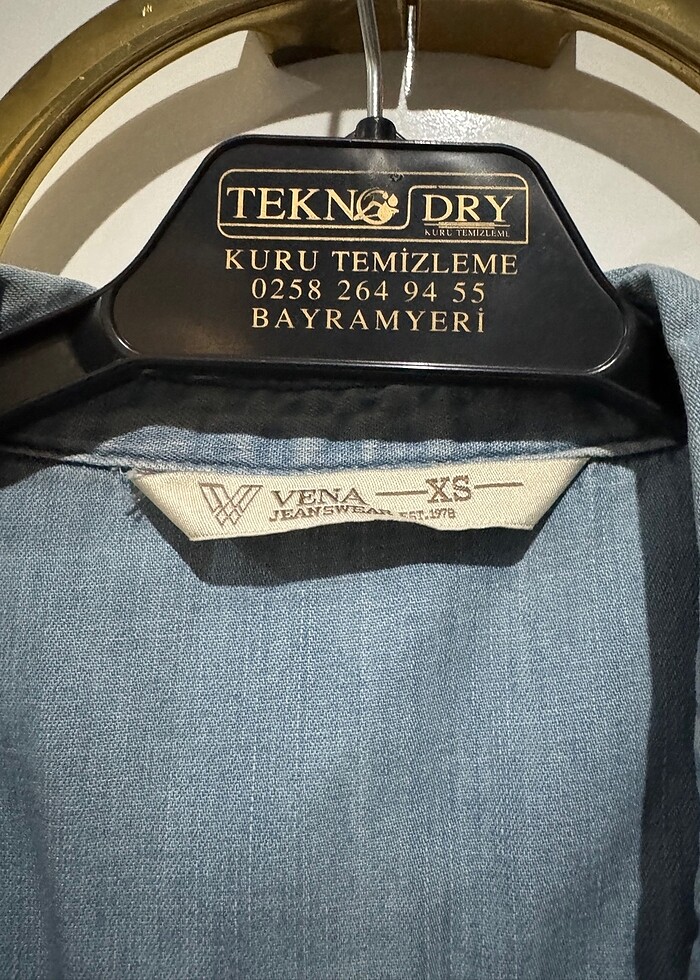 TEKNO DRY
KURU TEMİZLEME
KURU TEMİZLEME
0258 264 94 55
BAYRAMYERİ
VENA XS
JEANSWEAR EST.1978